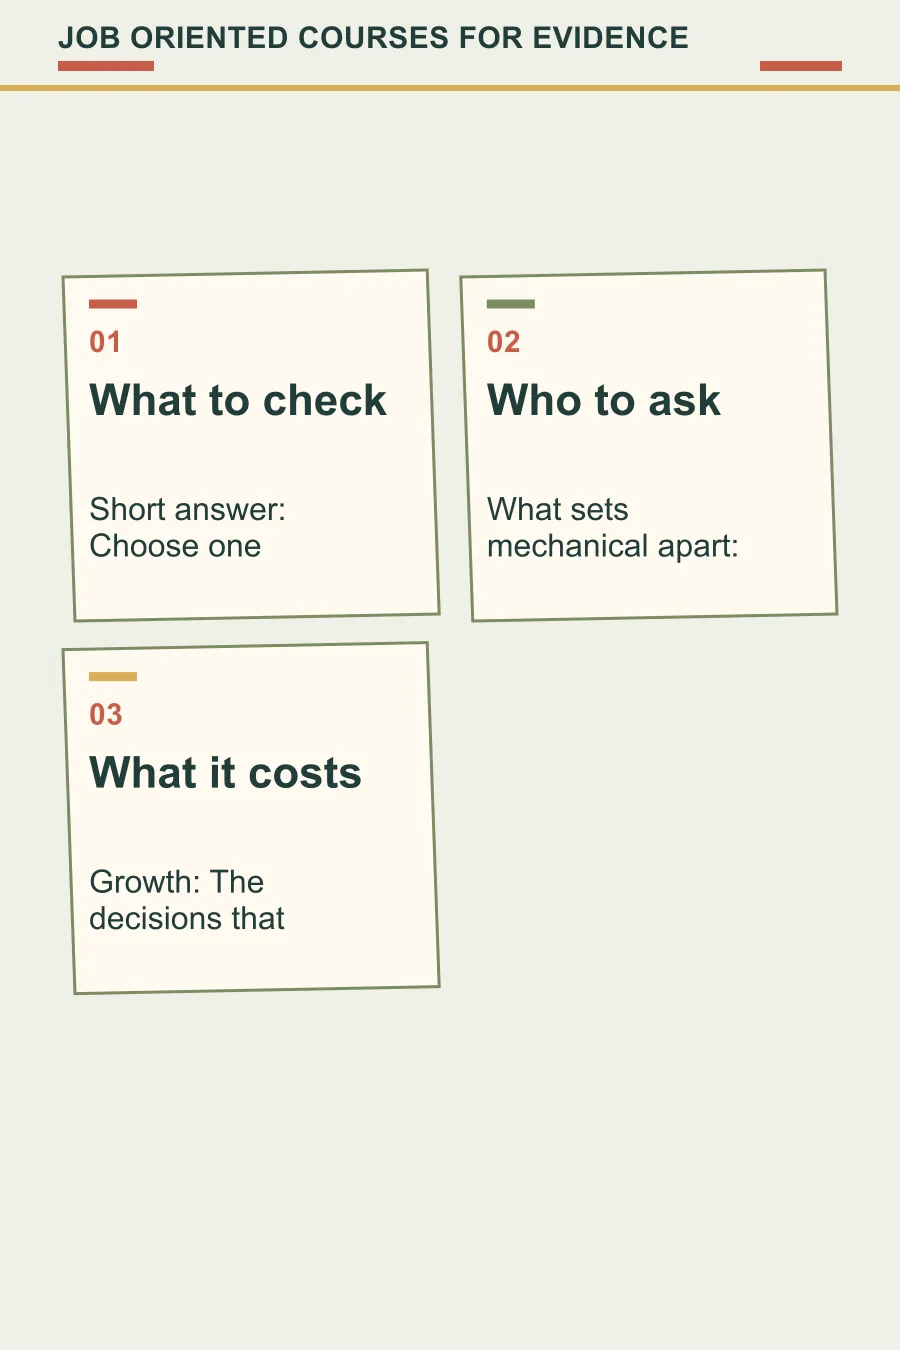 JOB ORIENTED COURSES FOR EVIDENCE
01
What to check
Short answer:
Choose one
02
Who to ask
What sets
mechanical apart:
03
What it costs
Growth: The
decisions that